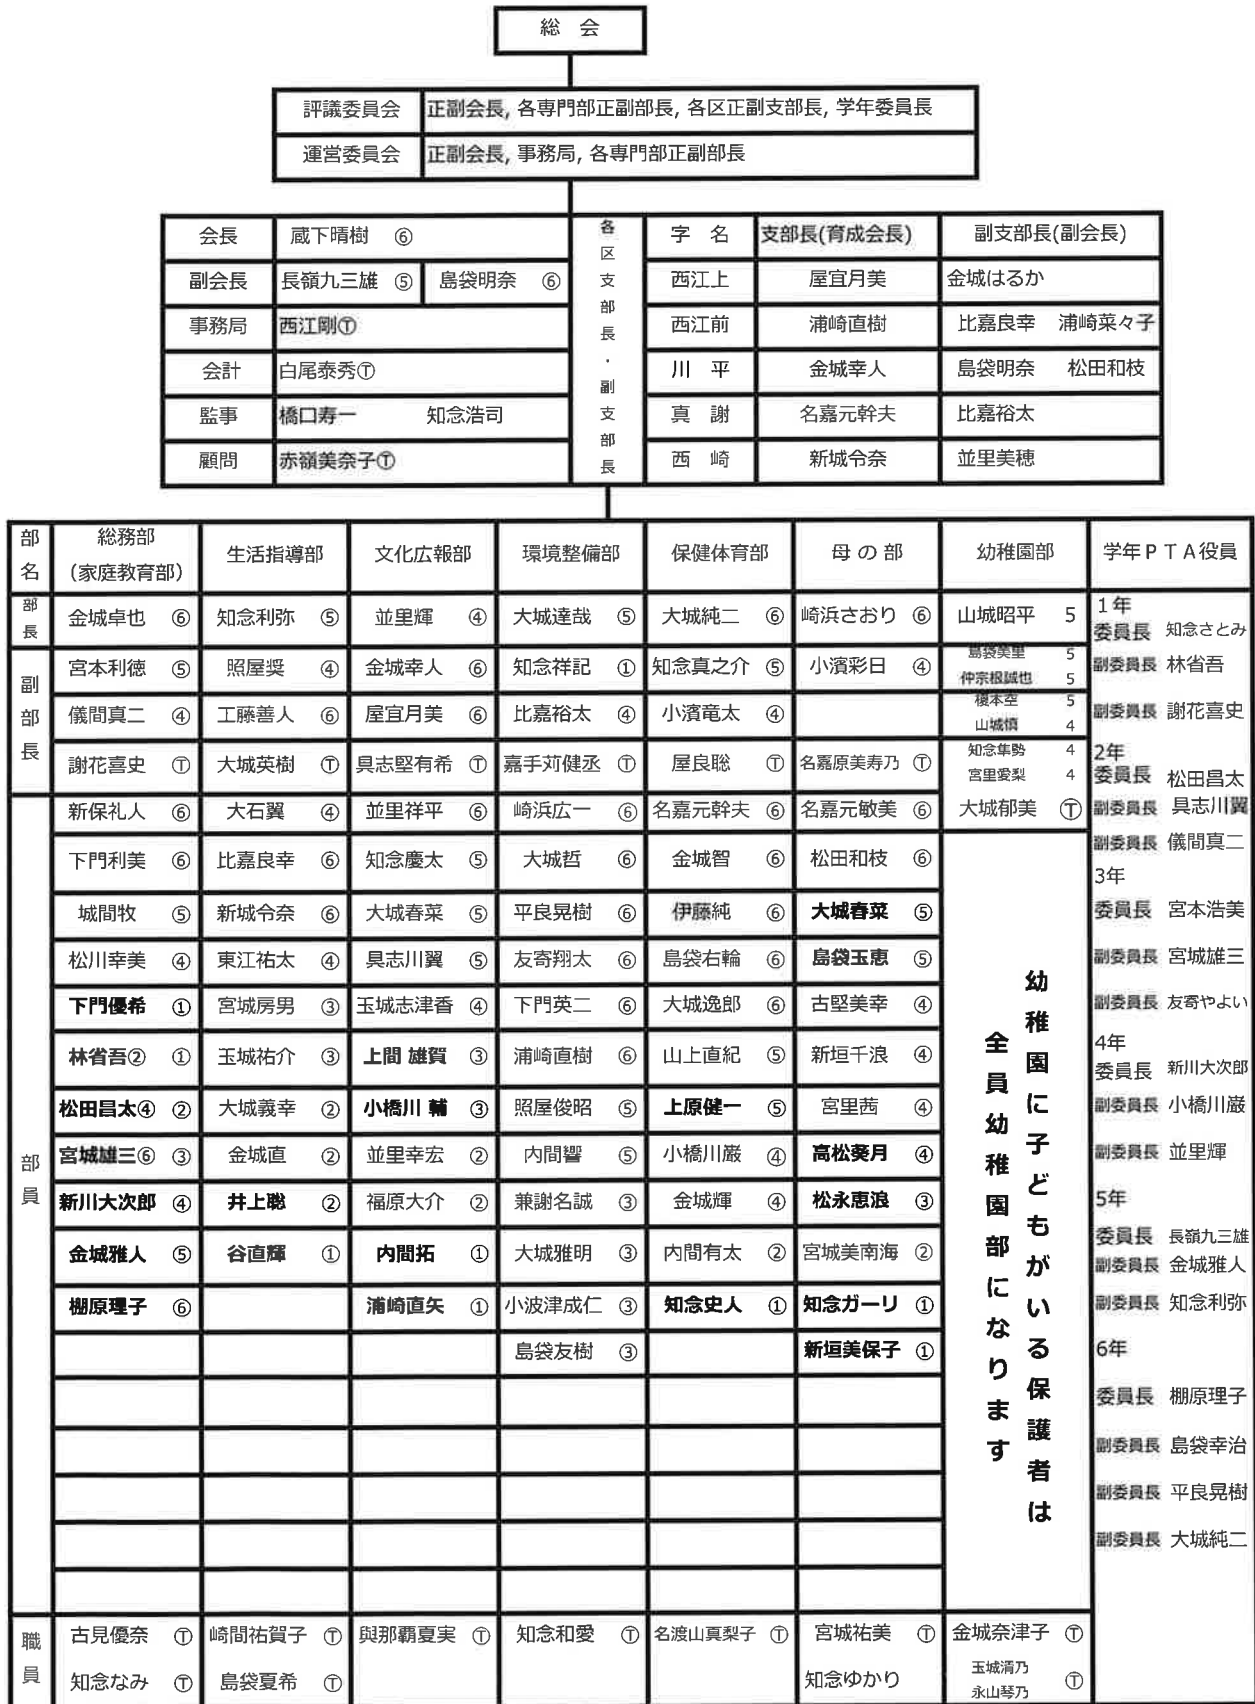 総 会
評議委員会 正副会長, 各専門部正副部長, 各区正副支部長, 学年委員長
運営委員会 正副会長, 事務局, 各専門部正副部長
会長 蔵下晴樹 ⑥
副会長 長嶺九三雄 ⑤ 島袋明奈 ⑥
事務局 西江剛Ⓣ
会計 白尾泰秀Ⓣ
監事 橋口寿一 知念浩司
顧問 赤嶺美奈子Ⓣ
各区支部長・副支部長
字 名 支部長(育成会長) 副支部長(副会長)
西江上 屋宜月美 金城はるか
西江前 浦崎直樹 比嘉良幸 浦崎菜々子
川 平 金城幸人 島袋明奈 松田和枝
真 謝 名嘉元幹夫 比嘉裕太
西 崎 新城令奈 並里美穂
部名 総務部(家庭教育部) 生活指導部 文化広報部 環境整備部 保健体育部 母 の 部 幼稚園部 学年PTA役員
部長 金城卓也 ⑥ 知念利弥 ⑤ 並里輝 ④ 大城達哉 ⑤ 大城純二 ⑥ 崎浜さおり ⑥ 山城昭平 5
副部長 宮本利徳 ⑤ 照屋奨 ④ 金城幸人 ⑥ 知念祥記 ① 知念真之介 ⑤ 小濱彩日 ④ 島袋美里 5 仲宗根誠也 5
儀間真二 ④ 工藤善人 ⑥ 屋宜月美 ⑥ 比嘉裕太 ④ 小濱竜太 ④ 榎本空 5 山城慎 4
謝花喜史 Ⓣ 大城英樹 Ⓣ 具志堅有希 Ⓣ 嘉手苅健丞 Ⓣ 屋良聡 Ⓣ 名嘉原美寿乃 Ⓣ 知念隼勢 4 宮里愛梨 4
部員 新保礼人 ⑥ 大石翼 ④ 並里祥平 ⑥ 崎浜広一 ⑥ 名嘉元幹夫 ⑥ 名嘉元敏美 ⑥ 大城郁美 Ⓣ
下門利美 ⑥ 比嘉良幸 ⑥ 知念慶太 ⑤ 大城哲 ⑥ 金城智 ⑥ 松田和枝 ⑥
城間牧 ⑤ 新城令奈 ⑥ 大城春菜 ⑤ 平良晃樹 ⑥ 伊藤純 ⑥ 大城春菜 ⑤
松川幸美 ④ 東江祐太 ④ 具志川翼 ⑤ 友寄翔太 ⑥ 島袋右輪 ⑥ 島袋玉恵 ⑤
下門優希 ① 宮城房男 ③ 玉城志津香 ④ 下門英二 ⑥ 大城逸郎 ⑥ 古堅美幸 ④
林省吾② ① 玉城祐介 ③ 上間 雄賀 ③ 浦崎直樹 ⑥ 山上直紀 ⑤ 新垣千浪 ④
松田昌太④ ② 大城義幸 ② 小橋川 輔 ③ 照屋俊昭 ⑤ 上原健一 ⑤ 宮里茜 ④
宮城雄三⑥ ③ 金城直 ② 並里幸宏 ② 内間響 ⑤ 小橋川巌 ④ 高松葵月 ④
新川大次郎 ④ 井上聡 ② 福原大介 ② 兼謝名誠 ③ 金城輝 ④ 松永恵浪 ③
金城雅人 ⑤ 谷直輝 ① 内間拓 ① 大城雅明 ③ 内間有太 ② 宮城美南海 ②
棚原理子 ⑥ 浦崎直矢 ① 小波津成仁 ③ 知念史人 ① 知念ガーリ ①
島袋友樹 ③ 新垣美保子 ①
幼稚園に子どもがいる保護者は
全員幼稚園部になります
職員 古見優奈 Ⓣ 崎間祐賀子 Ⓣ 與那覇夏実 Ⓣ 知念和愛 Ⓣ 名渡山真梨子 Ⓣ 宮城祐美 Ⓣ 金城奈津子 Ⓣ
知念なみ Ⓣ 島袋夏希 Ⓣ 知念ゆかり 玉城清乃 永山琴乃 Ⓣ
1年
委員長 知念さとみ
副委員長 林省吾
副委員長 謝花喜史
2年
委員長 松田昌太
副委員長 具志川翼
副委員長 儀間真二
3年
委員長 宮本浩美
副委員長 宮城雄三
副委員長 友寄やよい
4年
委員長 新川大次郎
副委員長 小橋川巌
副委員長 並里輝
5年
委員長 長嶺九三雄
副委員長 金城雅人
副委員長 知念利弥
6年
委員長 棚原理子
副委員長 島袋幸治
副委員長 平良晃樹
副委員長 大城純二